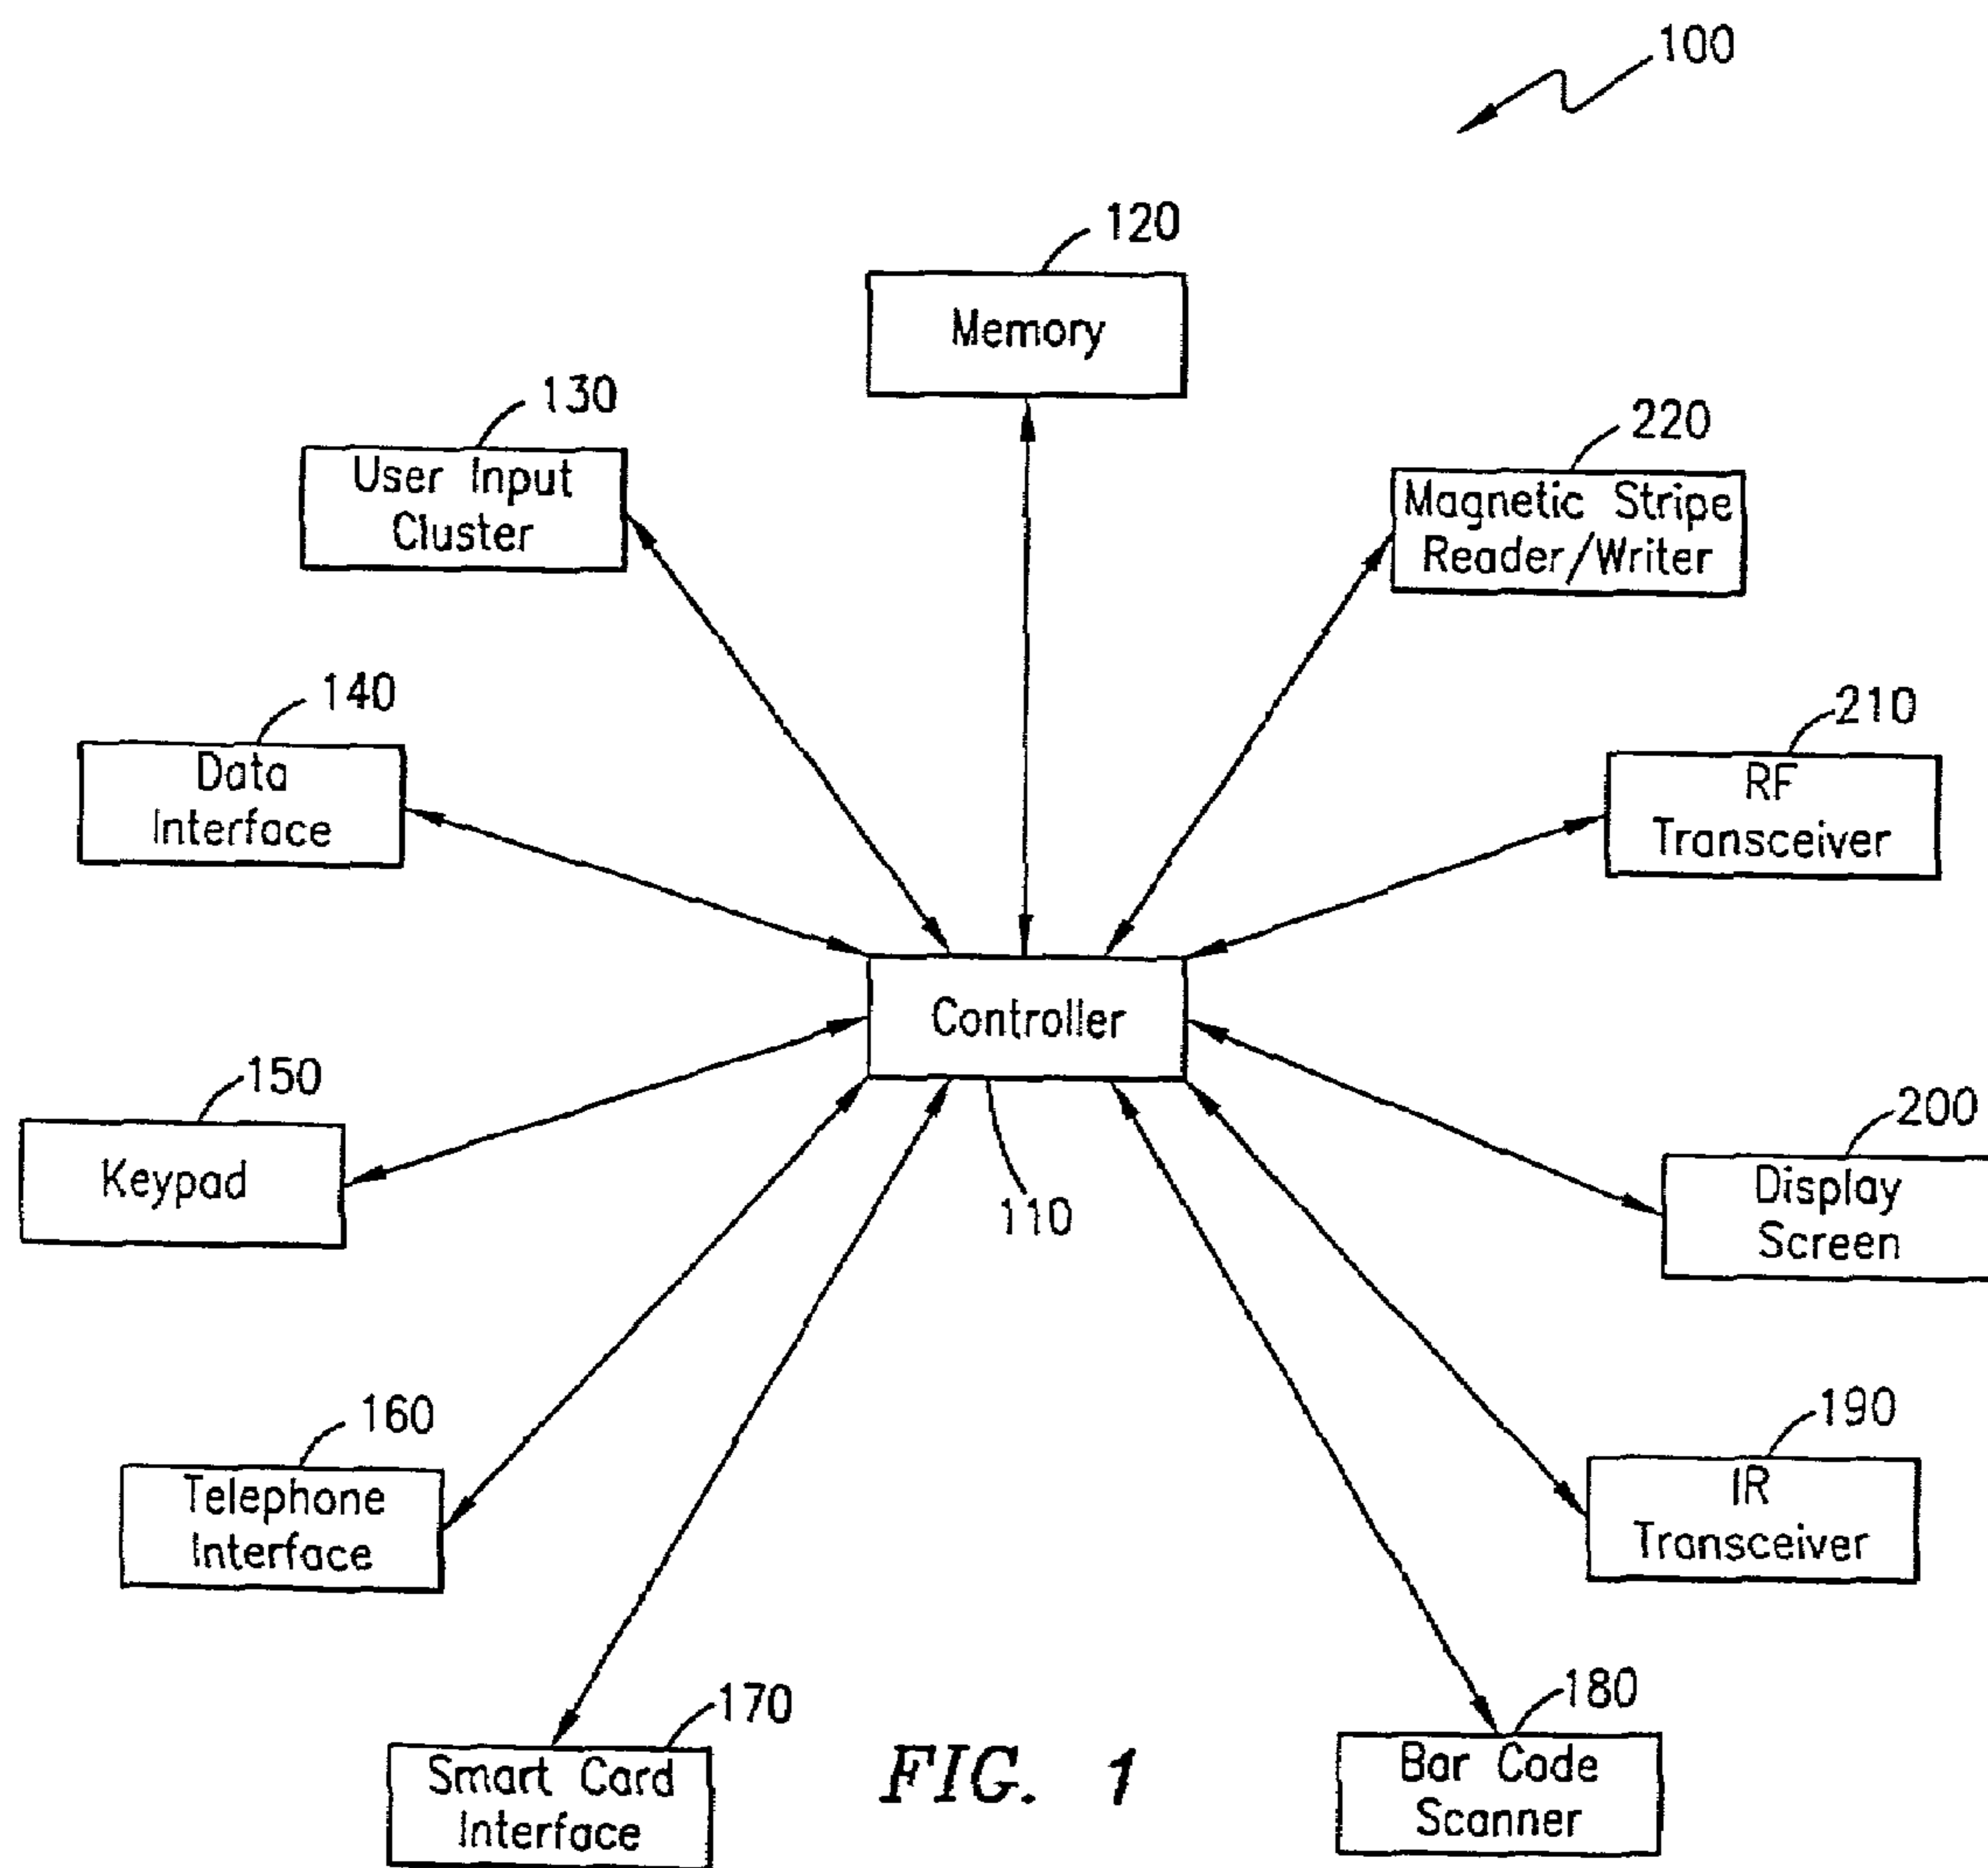 100
120
Memory
130
User Input
Cluster
220
Magnetic Stripe
Reader/Writer
140
Data
Interface
210
RF
Transceiver
Controller
110
150
Keypad
200
Display
Screen
160
Telephone
Interface
190
IR
Transceiver
170
Smart Card
Interface
180
Bar Code
Scanner
FIG. 1